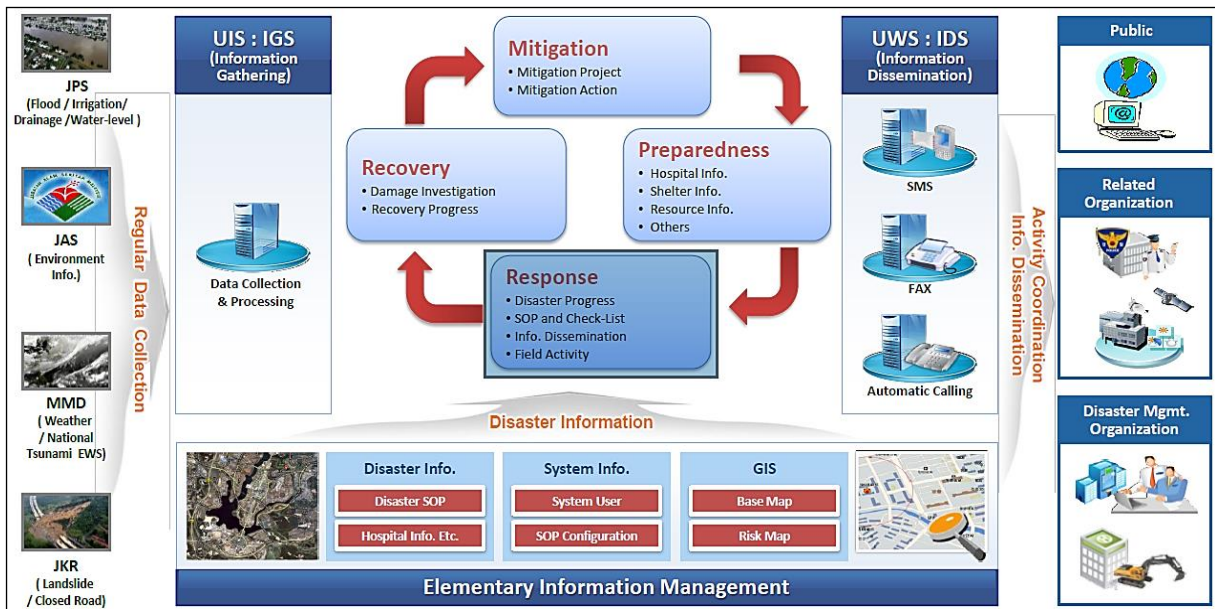 JPS
(Flood / Irrigation/
Drainage /Water-level )
JAS
( Environment
Info.)
MMD
( Weather
/ National
Tsunami EWS)
JKR
( Landslide
/ Closed Road)
Regular Data Collection
UIS : IGS
(Information
Gathering)
Data Collection
& Processing
Mitigation
• Mitigation Project
• Mitigation Action
Recovery
• Damage Investigation
• Recovery Progress
Preparedness
• Hospital Info.
• Shelter Info.
• Resource Info.
• Others
Response
• Disaster Progress
• SOP and Check-List
• Info. Dissemination
• Field Activity
UWS : IDS
(Information
Dissemination)
SMS
FAX
Automatic Calling
Activity Coordination
Info. Dissemination
Public
Related
Organization
Disaster Mgmt.
Organization
Disaster Information
Disaster Info.
Disaster SOP
Hospital Info. Etc.
System Info.
System User
SOP Configuration
GIS
Base Map
Risk Map
Elementary Information Management